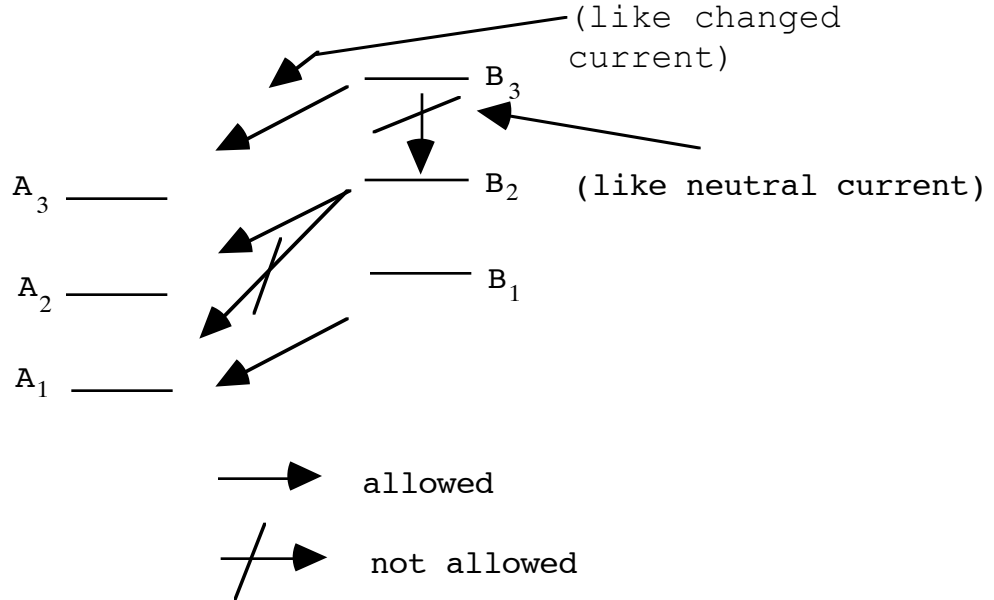 (like changed
current)
B3
A3
B2
(like neutral current)
A2
B1
A1
allowed
not allowed